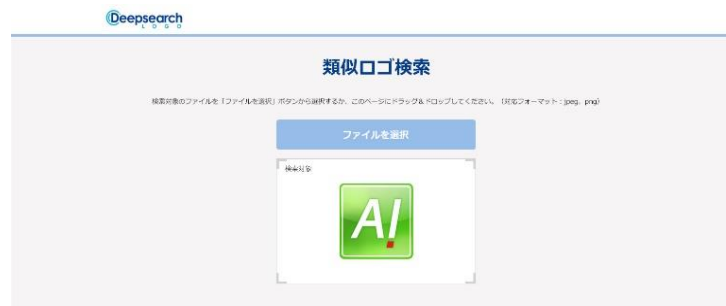 Deepsearch
LOGO
類似ロゴ検索
検索対象のファイルを「ファイルを選択」ボタンから選択するか、このページにドラッグ&ドロップしてください。（対応フォーマット：jpeg、png）
ファイルを選択
検索対象
A!